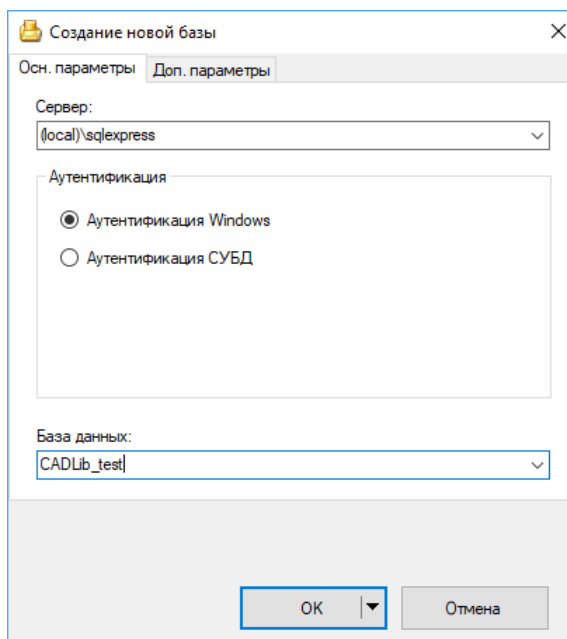 Создание новой базы
Осн. параметры Доп. параметры
Сервер:
(local)\sqlexpress
Аутентификация
Аутентификация Windows
Аутентификация СУБД
База данных:
CADLib_test
OK Отмена